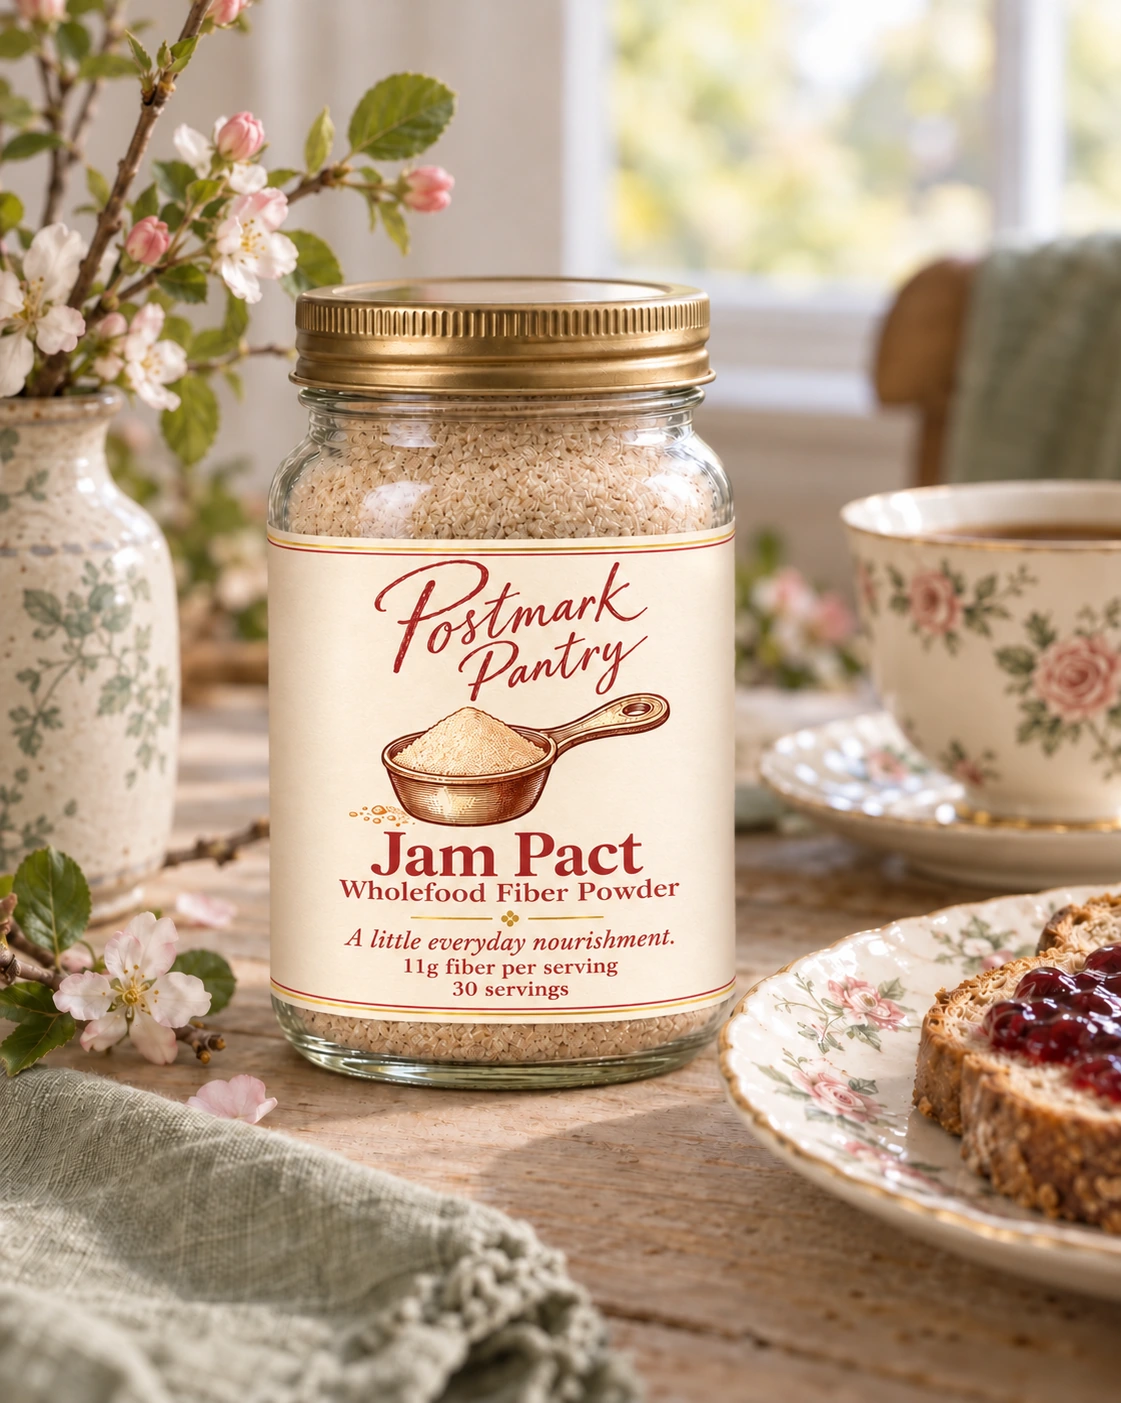 Postmark
Pantry
Jam Pact
Wholefood Fiber Powder
A little everyday nourishment.
11g fiber per serving
30 servings